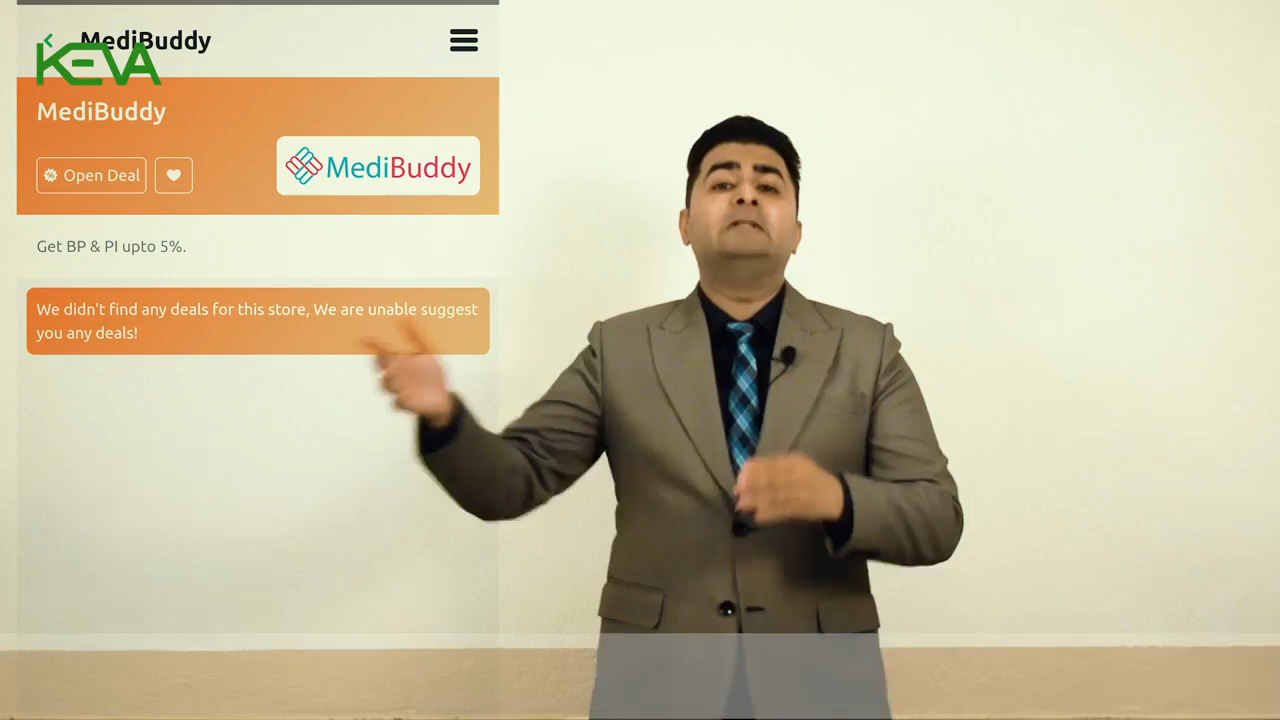 MediBuddy
KEVA
MediBuddy
Open Deal
MediBuddy
Get BP & PI upto 5%.
We didn't find any deals for this store, We are unable suggest
you any deals!